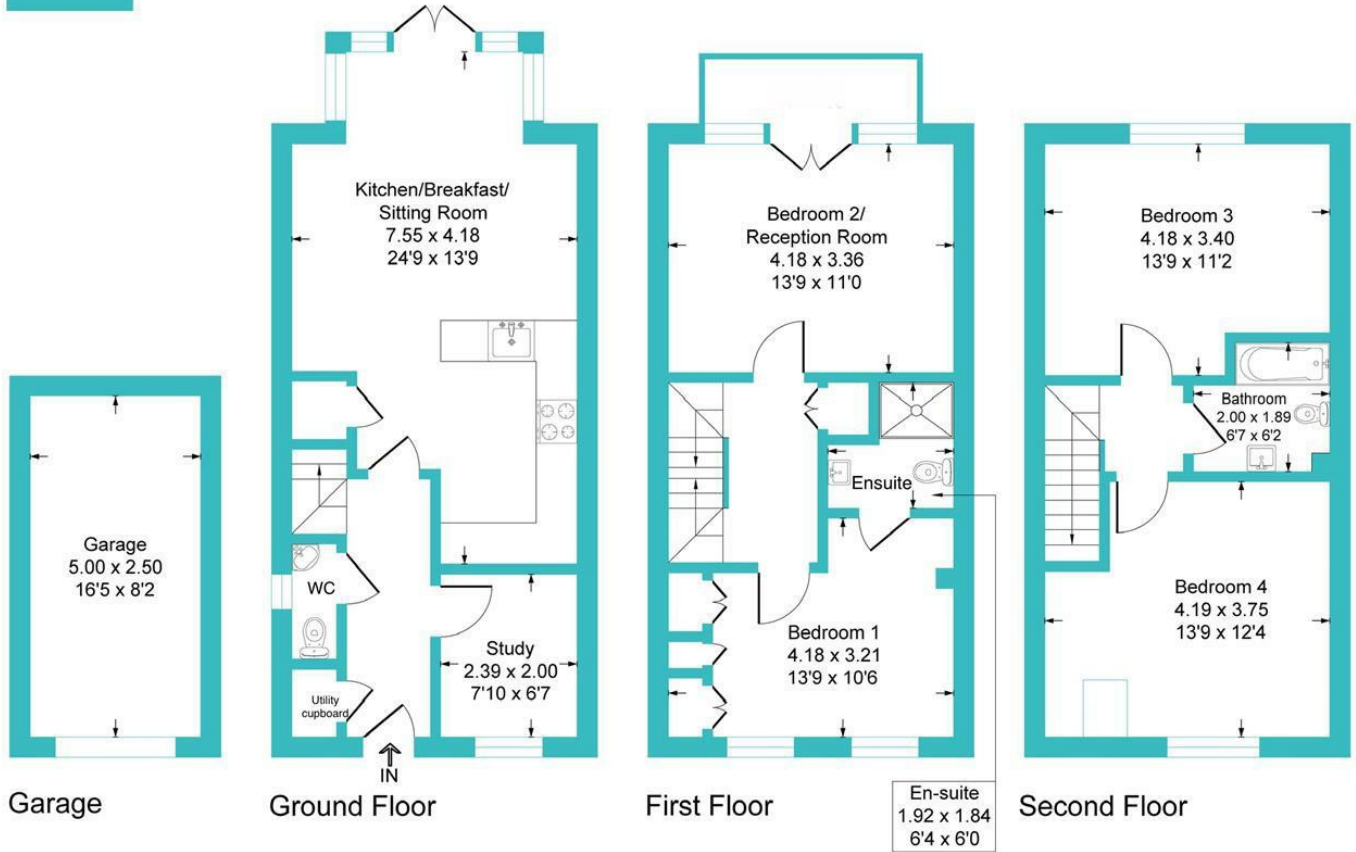 Kitchen/Breakfast/
Sitting Room
7.55 x 4.18
24'9 x 13'9
Bedroom 2/
Reception Room
4.18 x 3.36
13'9 x 11'0
Bedroom 3
4.18 x 3.40
13'9 x 11'2
Bathroom
2.00 x 1.89
6'7 x 6'2
Garage
5.00 x 2.50
16'5 x 8'2
WC
Study
2.39 x 2.00
7'10 x 6'7
Utility
cupboard
IN
Ensuite
Bedroom 1
4.18 x 3.21
13'9 x 10'6
Bedroom 4
4.19 x 3.75
13'9 x 12'4
En-suite
1.92 x 1.84
6'4 x 6'0
Garage
Ground Floor
First Floor
Second Floor